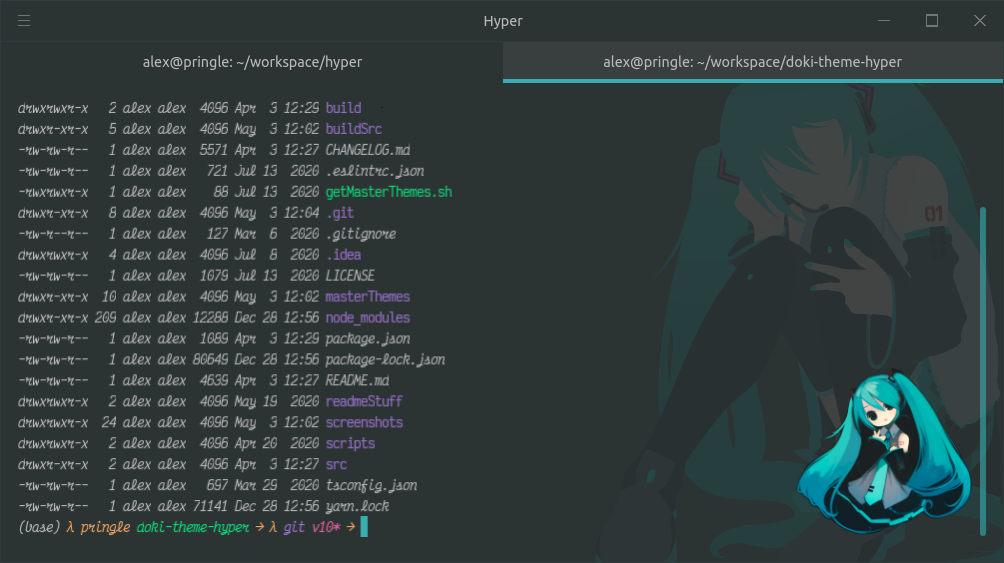 Hyper
alex@pringle: ~/workspace/hyper
alex@pringle: ~/workspace/doki-theme-hyper
drwxrwxr-x 2 alex alex 4096 Apr 3 12:29 build
drwxr-xr-x 5 alex alex 4096 May 3 12:02 buildSrc
-rw-rw-r-- 1 alex alex 5571 Apr 3 12:27 CHANGELOG.md
-rw-rw-r-- 1 alex alex 721 Jul 13 2020 .eslintrc.json
-rwxrwxr-x 1 alex alex 88 Jul 13 2020 getMasterThemes.sh
drwxrwxr-x 8 alex alex 4096 May 3 12:04 .git
-rw-r--r-- 1 alex alex 127 Mar 6 2020 .gitignore
drwxr-xr-x 4 alex alex 4096 Jul 8 2020 .idea
-rw-rw-r-- 1 alex alex 1079 Jul 13 2020 LICENSE
drwxr-xr-x 10 alex alex 4096 May 3 12:02 masterThemes
drwxrwxr-x 209 alex alex 12288 Dec 28 12:56 node_modules
-rw-rw-r-- 1 alex alex 1089 Apr 3 12:29 package.json
-rw-rw-r-- 1 alex alex 80649 Dec 28 12:56 package-lock.json
-rw-rw-r-- 1 alex alex 4639 Apr 3 12:27 README.md
drwxrwxr-x 2 alex alex 4096 May 19 2020 readmeStuff
drwxrwxr-x 24 alex alex 4096 May 3 12:02 screenshots
drwxrwxr-x 2 alex alex 4096 Apr 20 2020 scripts
drwxr-xr-x 2 alex alex 4096 Apr 3 12:27 src
-rw-rw-r-- 1 alex alex 697 Mar 29 2020 tsconfig.json
-rw-rw-r-- 1 alex alex 71141 Dec 28 12:56 yarn.lock
(base) λ pringle doki-theme-hyper → λ git v10* →
01